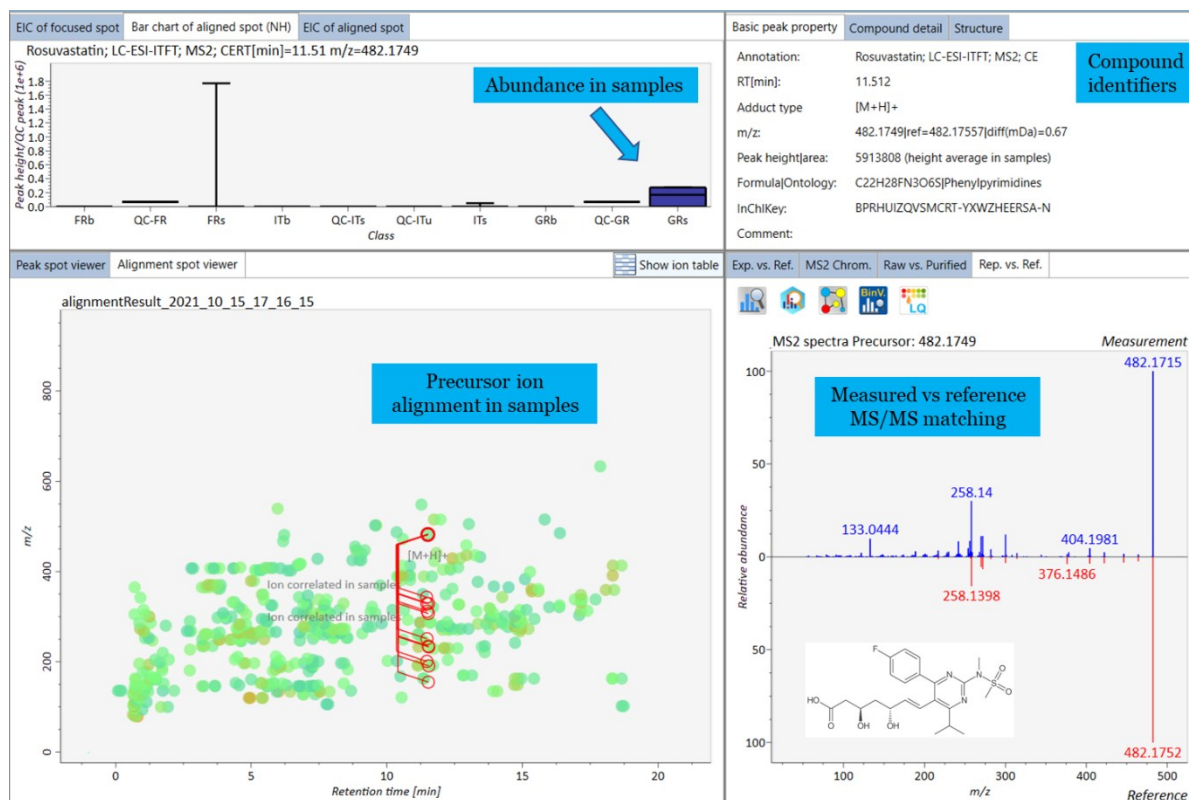 EIC of focused spot
Bar chart of aligned spot (NH)
EIC of aligned spot
Rosuvastatin; LC-ESI-ITFT; MS2; CERT[min]=11.51 m/z=482.1749
Peak height/QC peak (1e+6)
1.8
1.6
1.4
1.2
1.0
0.8
0.6
0.4
0.2
0.0
Abundance in samples
FRb
QC-FR
FRs
ITb
QC-ITs
QC-ITu
ITs
GRb
QC-GR
GRs
Class
Basic peak property
Compound detail
Structure
Annotation: Rosuvastatin; LC-ESI-ITFT; MS2; CE
RT[min]: 11.512
Adduct type [M+H]+
m/z: 482.1749|ref=482.17557|diff(mDa)=0.67
Peak height|area: 5913808 (height average in samples)
Formula|Ontology: C22H28FN3O6S|Phenylpyrimidines
InChIKey: BPRHUIZQVSMCRT-YXWZHEERSA-N
Comment:
Compound
identifiers
Peak spot viewer
Alignment spot viewer
Show ion table
alignmentResult_2021_10_15_17_16_15
Precursor ion
alignment in samples
m/z
800
600
400
200
0
[M+H]+
Ion correlated in samples
Ion correlated in samples
0
5
10
15
20
Retention time [min]
Exp. vs. Ref.
MS2 Chrom.
Raw vs. Purified
Rep. vs. Ref.
BinV.
LQ
MS2 spectra Precursor: 482.1749
Measurement
482.1715
Measured vs reference
MS/MS matching
Relative abundance
100
50
0
50
100
258.14
133.0444
404.1981
376.1486
258.1398
F
N
N
N
S
O
O
HO
O
OH
OH
482.1752
100
200
300
400
500
m/z
Reference